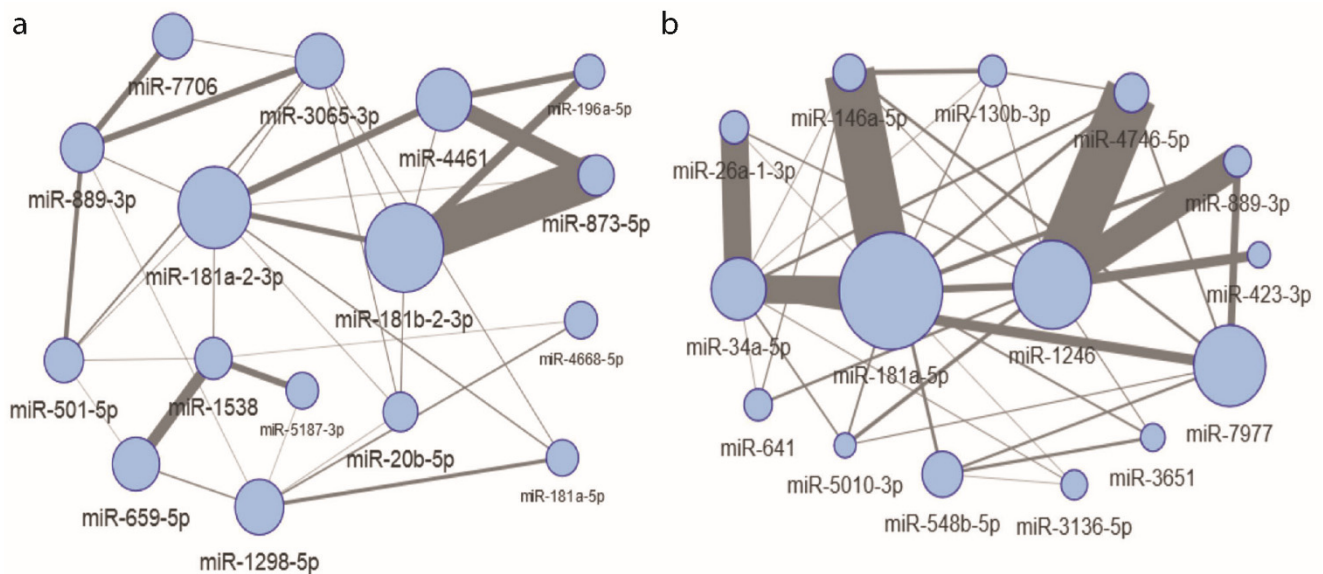 a
miR-7706
miR-3065-3p
miR-196a-5p
miR-4461
miR-889-3p
miR-873-5p
miR-181a-2-3p
miR-181b-2-3p
miR-4668-5p
miR-501-5p
miR-1538
miR-5187-3p
miR-20b-5p
miR-181a-5p
miR-659-5p
miR-1298-5p
b
miR-146a-5p
miR-130b-3p
miR-4746-5p
miR-26a-1-3p
miR-889-3p
miR-423-3p
miR-34a-5p
miR-181a-5p
miR-1246
miR-7977
miR-641
miR-5010-3p
miR-3651
miR-548b-5p
miR-3136-5p